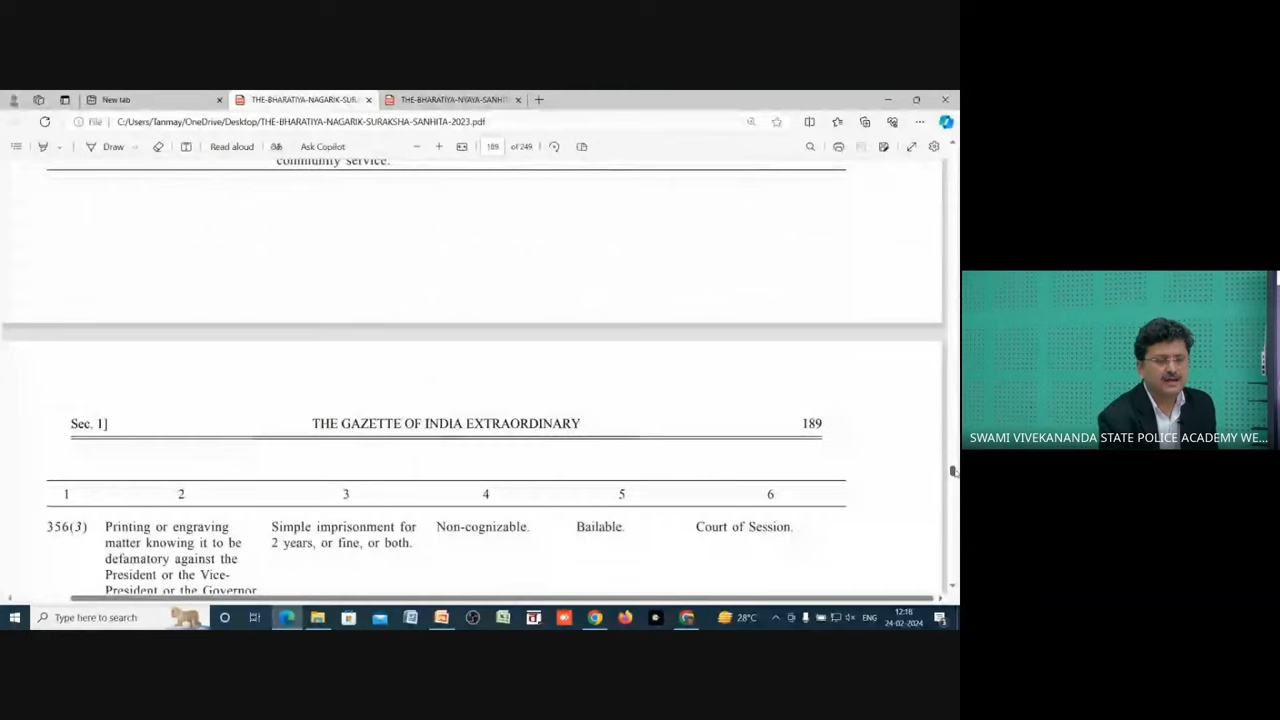 New tab
THE-BHARATIYA-NAGARIK-SUR
THE-BHARATIYA-NYAYA-SANHI
File
C:/Users/Tanmay/OneDrive/Desktop/THE-BHARATIYA-NAGARIK-SURAKSHA-SANHITA-2023.pdf
Draw
Read aloud
Ask Copilot
189 of 249
community service.
Sec. 1]
THE GAZETTE OF INDIA EXTRAORDINARY
189
1 2 3 4 5 6
356(3) Printing or engraving Simple imprisonment for Non-cognizable. Bailable. Court of Session.
matter knowing it to be 2 years, or fine, or both.
defamatory against the
President or the Vice-
President or the Governor
SWAMI VIVEKANANDA STATE POLICE ACADEMY WE...
Type here to search
28°C
ENG
12:16
24-02-2024